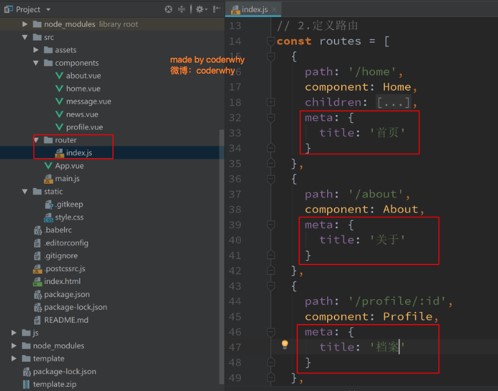 Project
node_modules library root
src
assets
components
about.vue
home.vue
message.vue
news.vue
profile.vue
router
index.js
App.vue
main.js
static
.gitkeep
style.css
.babelrc
.editorconfig
.gitignore
.postcssrc.js
index.html
package.json
package-lock.json
README.md
js
node_modules
template
package-lock.json
template.zip
made by coderwhy
微博：coderwhy
index.js
13 // 2.定义路由
14 const routes = [
15 {
16 path: '/home',
17 component: Home,
18 children: [...],
32 meta: {
33 title: '首页'
34 }
35 },
36 {
37 path: '/about',
38 component: About,
39 meta: {
40 title: '关于'
41 }
42 },
43 {
44 path: '/profile/:id',
45 component: Profile,
46 meta: {
47 title: '档案'
48 }
49 },